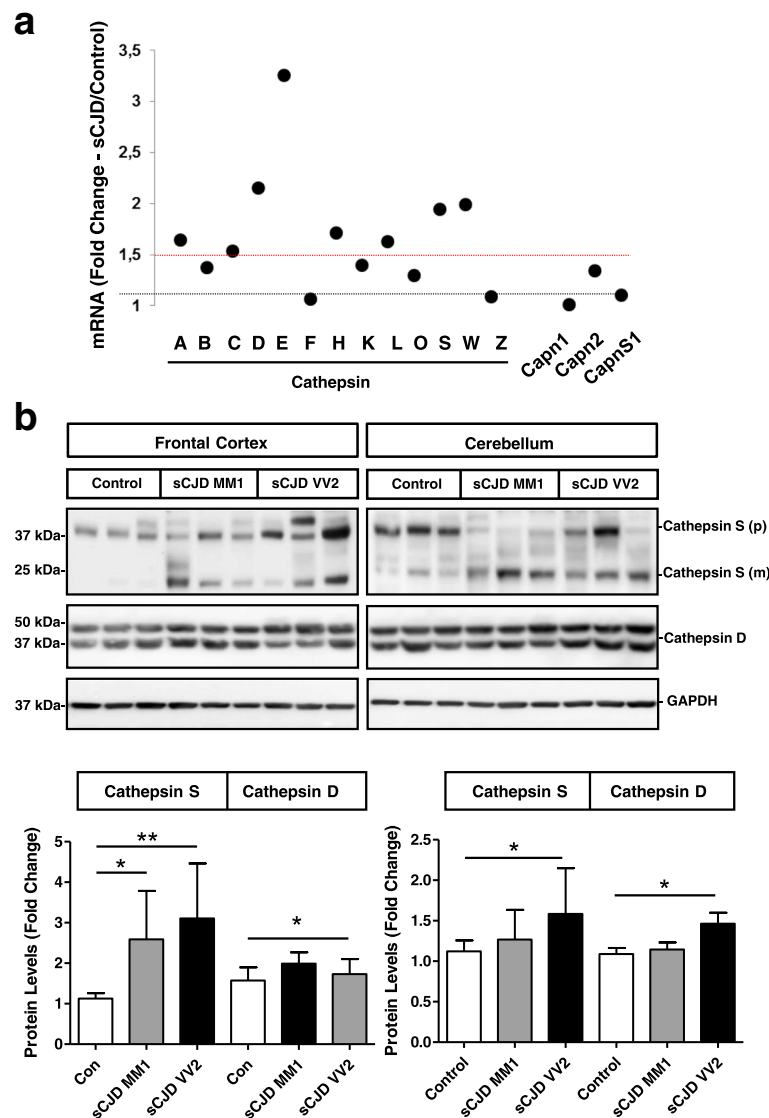 a
mRNA (Fold Change - sCJD/Control)
3,5
3
2,5
2
1,5
1
A B C D E F H K L O S W Z
Capn1 Capn2 CapnS1
Cathepsin
b
Frontal Cortex Cerebellum
Control sCJD MM1 sCJD VV2 Control sCJD MM1 sCJD VV2
37 kDa- -Cathepsin S (p)
25 kDa- -Cathepsin S (m)
50 kDa-
37 kDa- -Cathepsin D
37 kDa- - GAPDH
Cathepsin S Cathepsin D
Protein Levels (Fold Change)
5
4
3
2
1
0
** * *
Con sCJD MM1 sCJD VV2 Con sCJD MM1 sCJD VV2
Cathepsin S Cathepsin D
Protein Levels (Fold Change)
2.5
2.0
1.5
1.0
0.5
0.0
* *
Control sCJD MM1 sCJD VV2 Control sCJD MM1 sCJD VV2